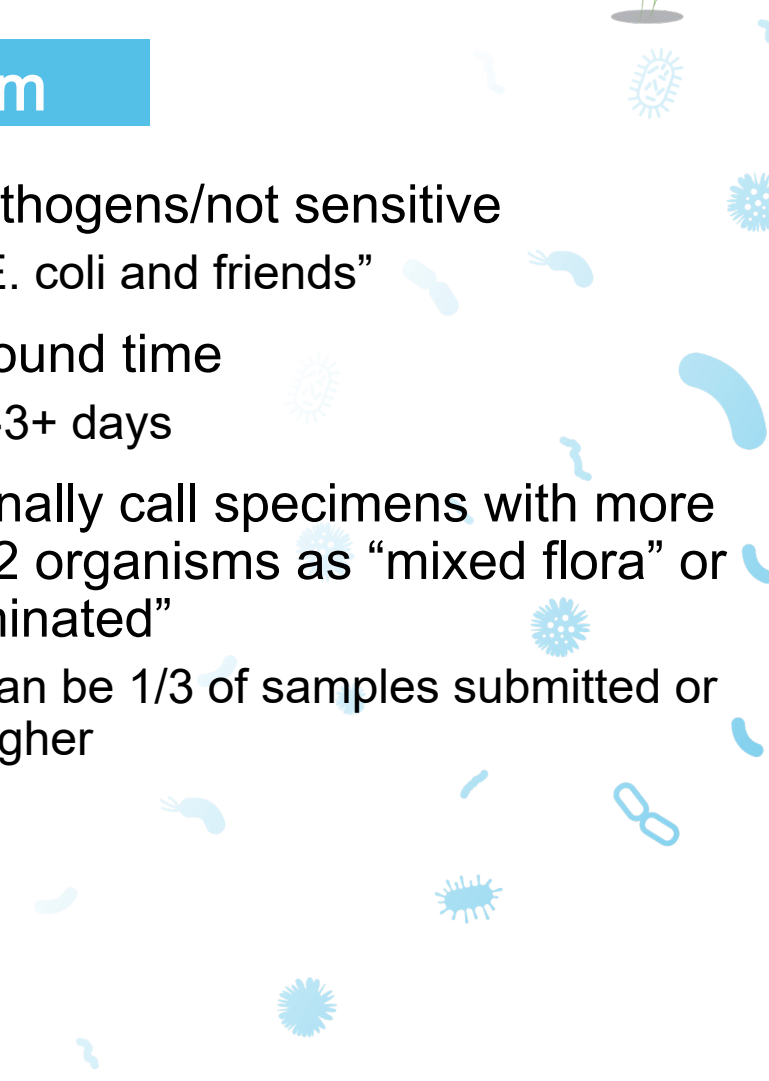 m
thogens/not sensitive
E. coli and friends”
ound time
-3+ days
nally call specimens with more
2 organisms as “mixed flora” or
ninated”
an be 1/3 of samples submitted or
gher